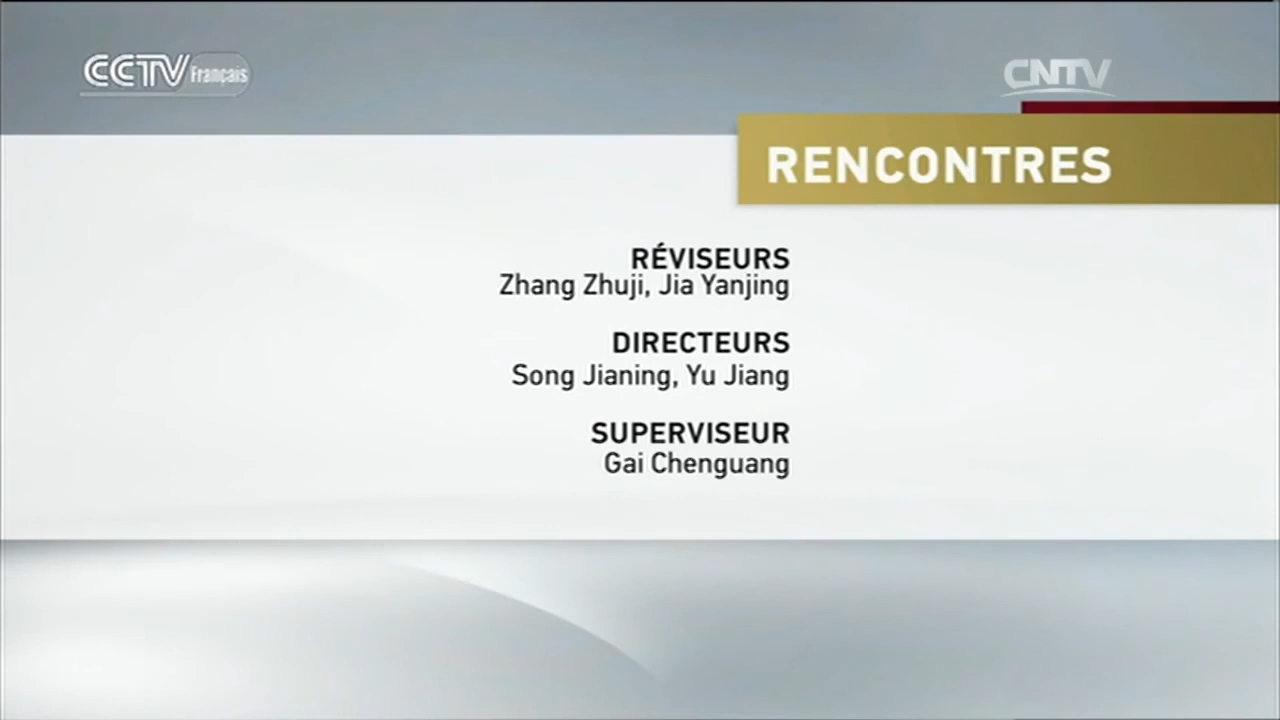 CCTV Français
CNTV
RENCONTRES
RÉVISEURS
Zhang Zhuji, Jia Yanjing
DIRECTEURS
Song Jianing, Yu Jiang
SUPERVISEUR
Gai Chenguang